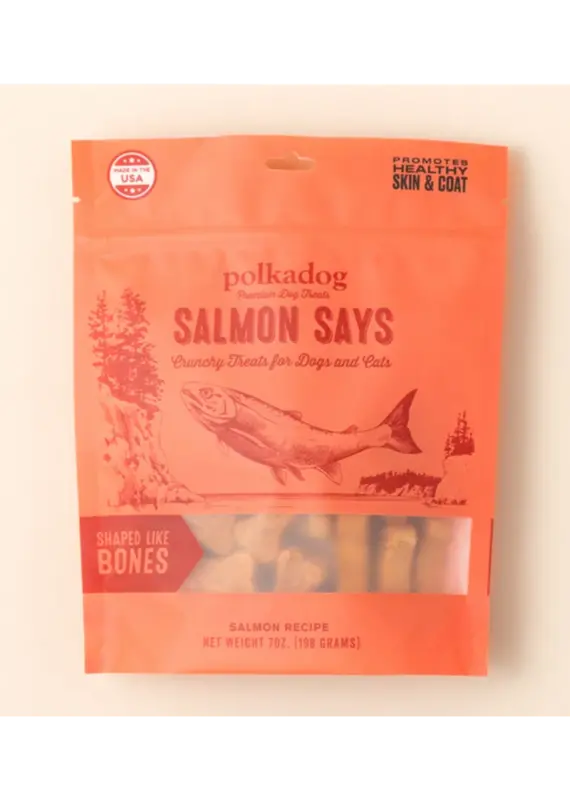 MADE IN THE
USA
PROMOTES
HEALTHY
SKIN & COAT
polkadog
Premium Dog Treats
SALMON SAYS
Crunchy Treats for Dogs and Cats
SHAPED LIKE
BONES
SALMON RECIPE
NET WEIGHT 7OZ. (198 GRAMS)